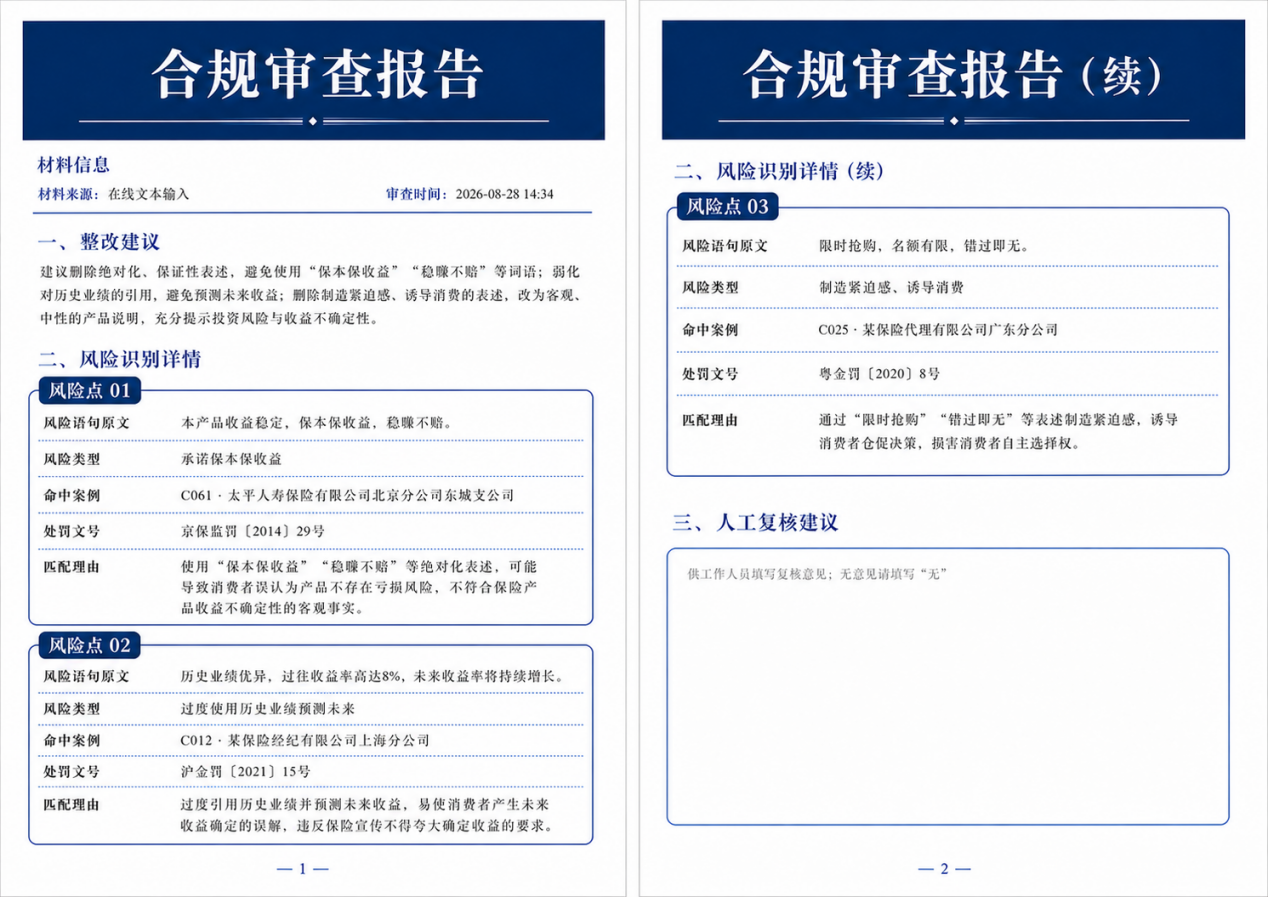 合规审查报告
材料信息
材料来源：在线文本输入 审查时间：2026-08-28 14:34
一、整改建议
建议删除绝对化、保证性表述，避免使用“保本保收益”“稳赚不赔”等词语；弱化
对历史业绩的引用，避免预测未来收益；删除制造紧迫感、诱导消费的表述，改为客观、
中性的产品说明，充分提示投资风险与收益不确定性。
二、风险识别详情
风险点 01
风险语句原文 本产品收益稳定，保本保收益，稳赚不赔。
风险类型 承诺保本保收益
命中案例 C061 · 太平人寿保险有限公司北京分公司东城支公司
处罚文号 京保监罚〔2014〕29号
匹配理由 使用“保本保收益”“稳赚不赔”等绝对化表述，可能
导致消费者误认为产品不存在亏损风险，不符合保险产
品收益不确定性的客观事实。
风险点 02
风险语句原文 历史业绩优异，过往收益率高达8%，未来收益率将持续增长。
风险类型 过度使用历史业绩预测未来
命中案例 C012 · 某保险经纪有限公司上海分公司
处罚文号 沪金罚〔2021〕15号
匹配理由 过度引用历史业绩并预测未来收益，易使消费者产生未来
收益确定的误解，违反保险宣传不得夸大确定收益的要求。
— 1 —
合规审查报告（续）
二、风险识别详情（续）
风险点 03
风险语句原文 限时抢购，名额有限，错过即无。
风险类型 制造紧迫感、诱导消费
命中案例 C025 · 某保险代理有限公司广东分公司
处罚文号 粤金罚〔2020〕8号
匹配理由 通过“限时抢购”“错过即无”等表述制造紧迫感，诱导
消费者仓促决策，损害消费者自主选择权。
三、人工复核建议
供工作人员填写复核意见；无意见请填写“无”
— 2 —